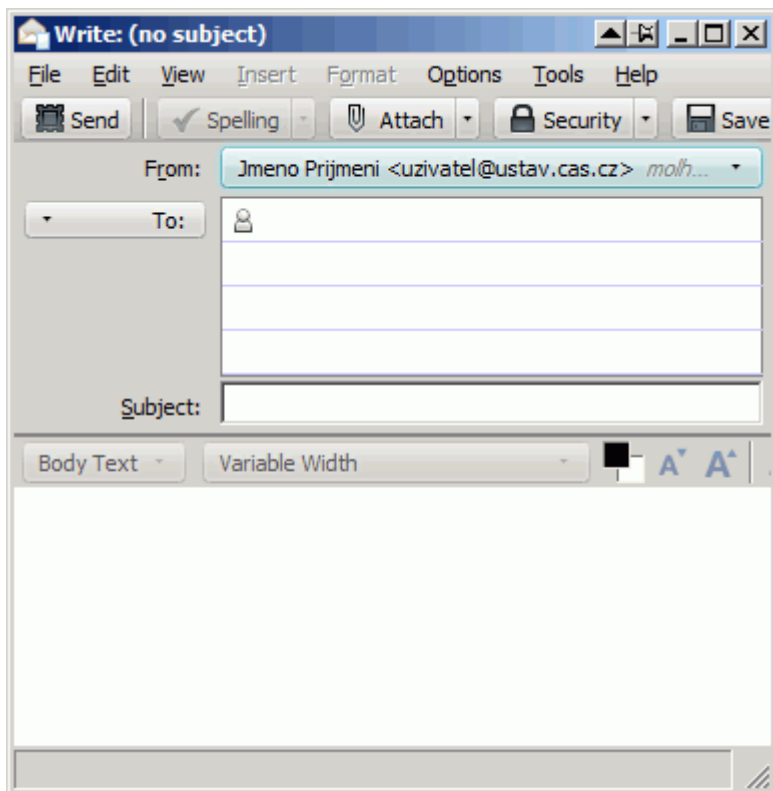 Write: (no subject)
File Edit View Insert Format Options Tools Help
Send Spelling Attach Security Save
From: Jmeno Prijmeni <uzivatel@ustav.cas.cz> molh...
To:
Subject:
Body Text Variable Width A A